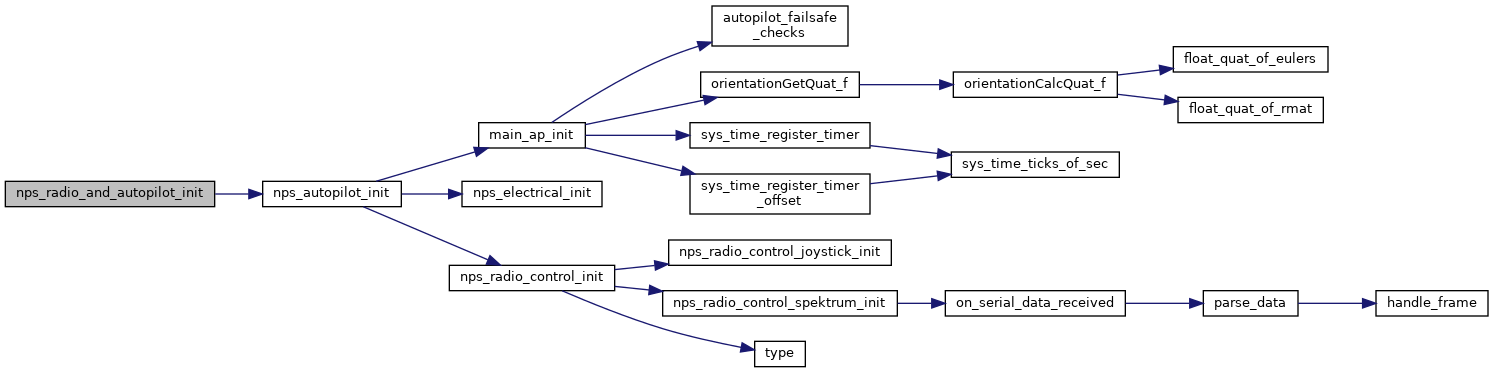 autopilot_failsafe
_checks
float_quat_of_eulers
orientationGetQuat_f
orientationCalcQuat_f
float_quat_of_rmat
main_ap_init
sys_time_register_timer
sys_time_ticks_of_sec
sys_time_register_timer
_offset
nps_radio_and_autopilot_init
nps_autopilot_init
nps_electrical_init
nps_radio_control_joystick_init
nps_radio_control_init
nps_radio_control_spektrum_init
on_serial_data_received
parse_data
handle_frame
type